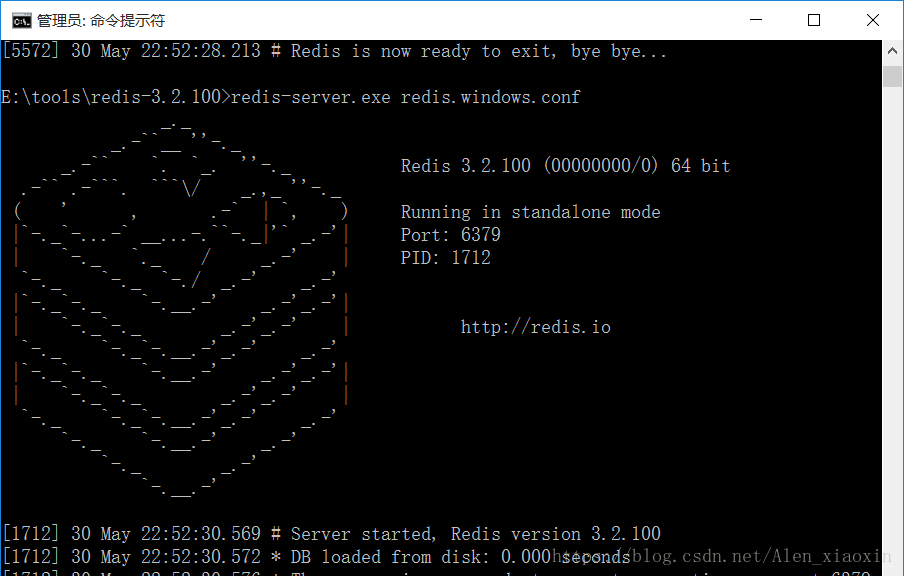 管理员: 命令提示符
[5572] 30 May 22:52:28.213 # Redis is now ready to exit, bye bye...
E:\tools\redis-3.2.100>redis-server.exe redis.windows.conf
Redis 3.2.100 (00000000/0) 64 bit
Running in standalone mode
Port: 6379
PID: 1712
http://redis.io
[1712] 30 May 22:52:30.569 # Server started, Redis version 3.2.100
[1712] 30 May 22:52:30.572 * DB loaded from disk: 0.000 seconds
https://blog.csdn.net/Alen_xiaoxin